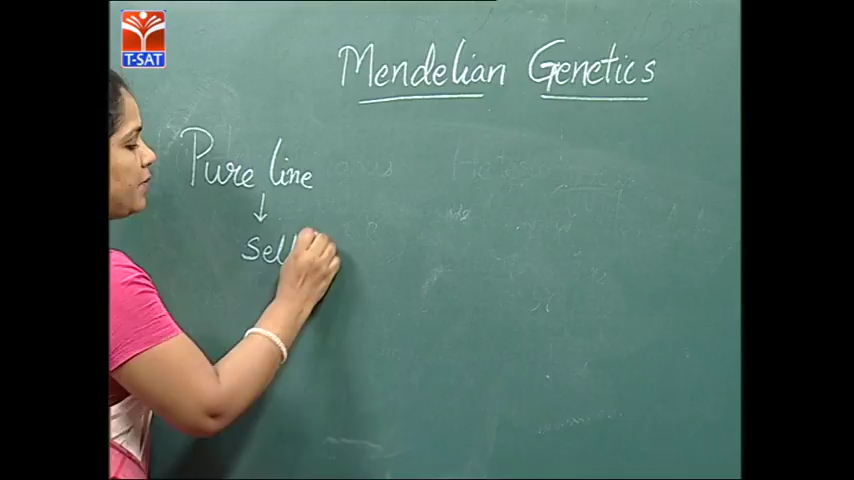 T-SAT
Mendelian Genetics
Pure line
↓
Sel